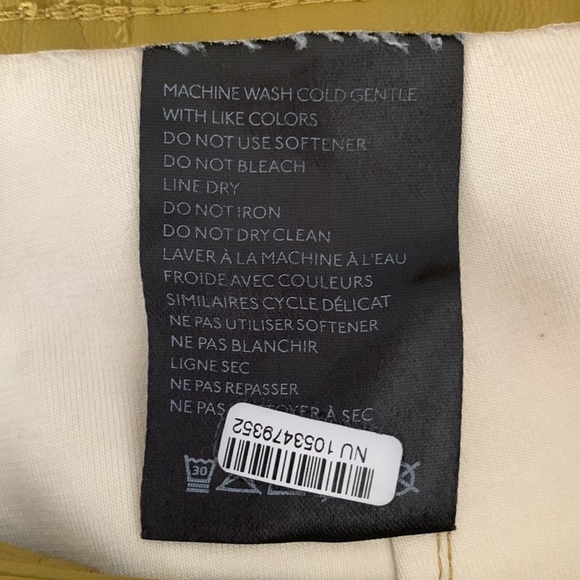 MACHINE WASH COLD GENTLE
WITH LIKE COLORS
DO NOT USE SOFTENER
DO NOT BLEACH
LINE DRY
DO NOT IRON
DO NOT DRY CLEAN
LAVER À LA MACHINE À L'EAU
FROIDE AVEC COULEURS
SIMILAIRES CYCLE DÉLICAT
NE PAS UTILISER SOFTENER
NE PAS BLANCHIR
LIGNE SEC
NE PAS REPASSER
NE PAS OYER À SEC
NU 1053479352
30